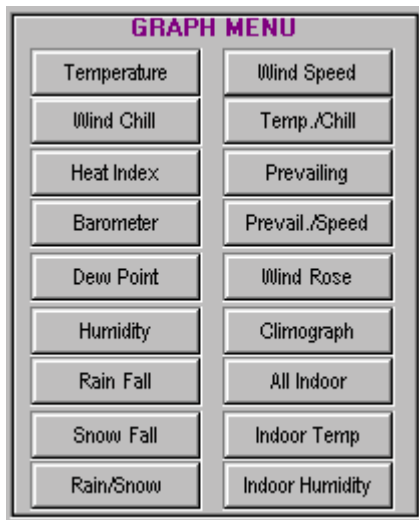 GRAPH MENU
Temperature
Wind Speed
Wind Chill
Temp./Chill
Heat Index
Prevailing
Barometer
Prevail./Speed
Dew Point
Wind Rose
Humidity
Climograph
Rain Fall
All Indoor
Snow Fall
Indoor Temp
Rain/Snow
Indoor Humidity